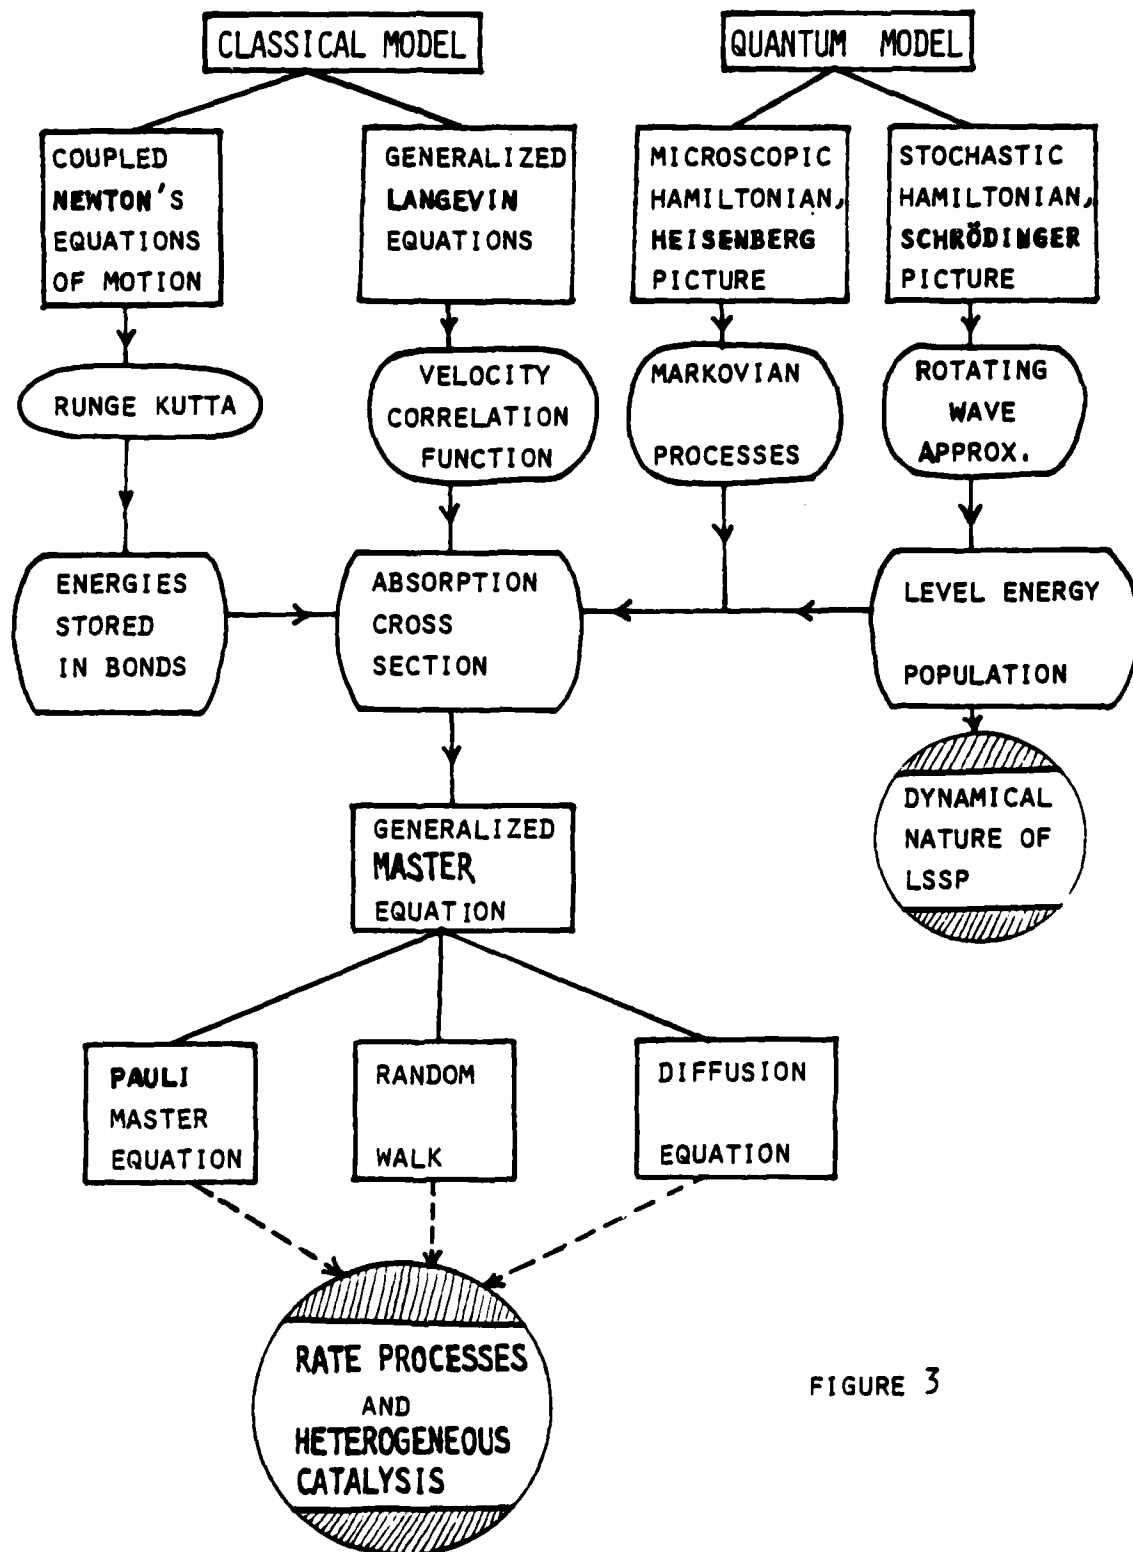 CLASSICAL MODEL
QUANTUM MODEL
COUPLED
NEWTON'S
EQUATIONS
OF MOTION
GENERALIZED
LANGEVIN
EQUATIONS
MICROSCOPIC
HAMILTONIAN,
HEISENBERG
PICTURE
STOCHASTIC
HAMILTONIAN,
SCHRÖDINGER
PICTURE
RUNGE KUTTA
VELOCITY
CORRELATION
FUNCTION
MARKOVIAN
PROCESSES
ROTATING
WAVE
APPROX.
ENERGIES
STORED
IN BONDS
ABSORPTION
CROSS
SECTION
LEVEL ENERGY
POPULATION
DYNAMICAL
NATURE OF
LSSP
GENERALIZED
MASTER
EQUATION
PAULI
MASTER
EQUATION
RANDOM
WALK
DIFFUSION
EQUATION
RATE PROCESSES
AND
HETEROGENEOUS
CATALYSIS
FIGURE 3